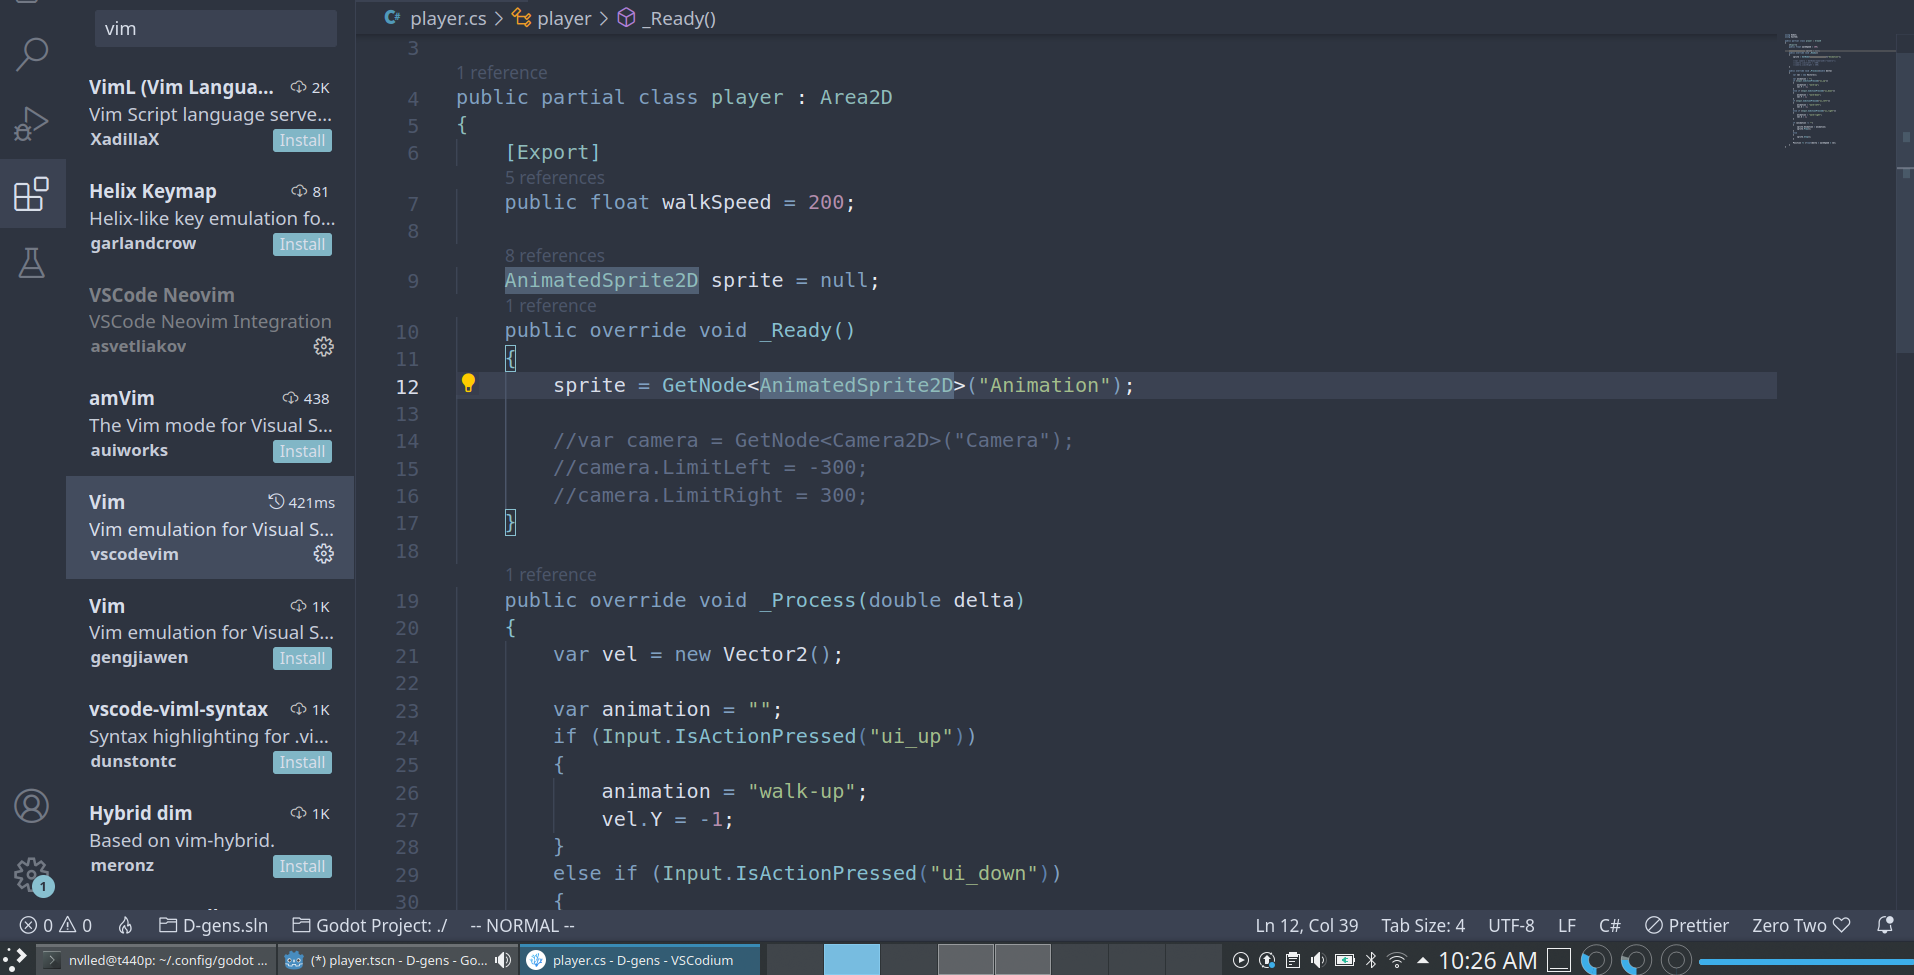 vim
VimL (Vim Langua... 2K
Vim Script language serve...
XadillaX Install
Helix Keymap 81
Helix-like key emulation fo...
garlandcrow Install
VSCode Neovim
VSCode Neovim Integration
asvetliakov
amVim 438
The Vim mode for Visual S...
auiworks Install
Vim 421ms
Vim emulation for Visual S...
vscodevim
Vim 1K
Vim emulation for Visual S...
gengjiawen Install
vscode-viml-syntax 1K
Syntax highlighting for .vi...
dunstontc Install
Hybrid dim 1K
Based on vim-hybrid.
meronz Install
1
player.cs > player > _Ready()
3
1 reference
4 public partial class player : Area2D
5 {
6 [Export]
5 references
7 public float walkSpeed = 200;
8
8 references
9 AnimatedSprite2D sprite = null;
1 reference
10 public override void _Ready()
11 {
12 sprite = GetNode<AnimatedSprite2D>("Animation");
13
14 //var camera = GetNode<Camera2D>("Camera");
15 //camera.LimitLeft = -300;
16 //camera.LimitRight = 300;
17 }
18
1 reference
19 public override void _Process(double delta)
20 {
21 var vel = new Vector2();
22
23 var animation = "";
24 if (Input.IsActionPressed("ui_up"))
25 {
26 animation = "walk-up";
27 vel.Y = -1;
28 }
29 else if (Input.IsActionPressed("ui_down"))
30 {
0 0 D-gens.sln Godot Project: ./ -- NORMAL -- Ln 12, Col 39 Tab Size: 4 UTF-8 LF C# Prettier Zero Two
nvlled@t440p: ~/.config/godot ... (*) player.tscn - D-gens - Go... player.cs - D-gens - VSCodium 10:26 AM